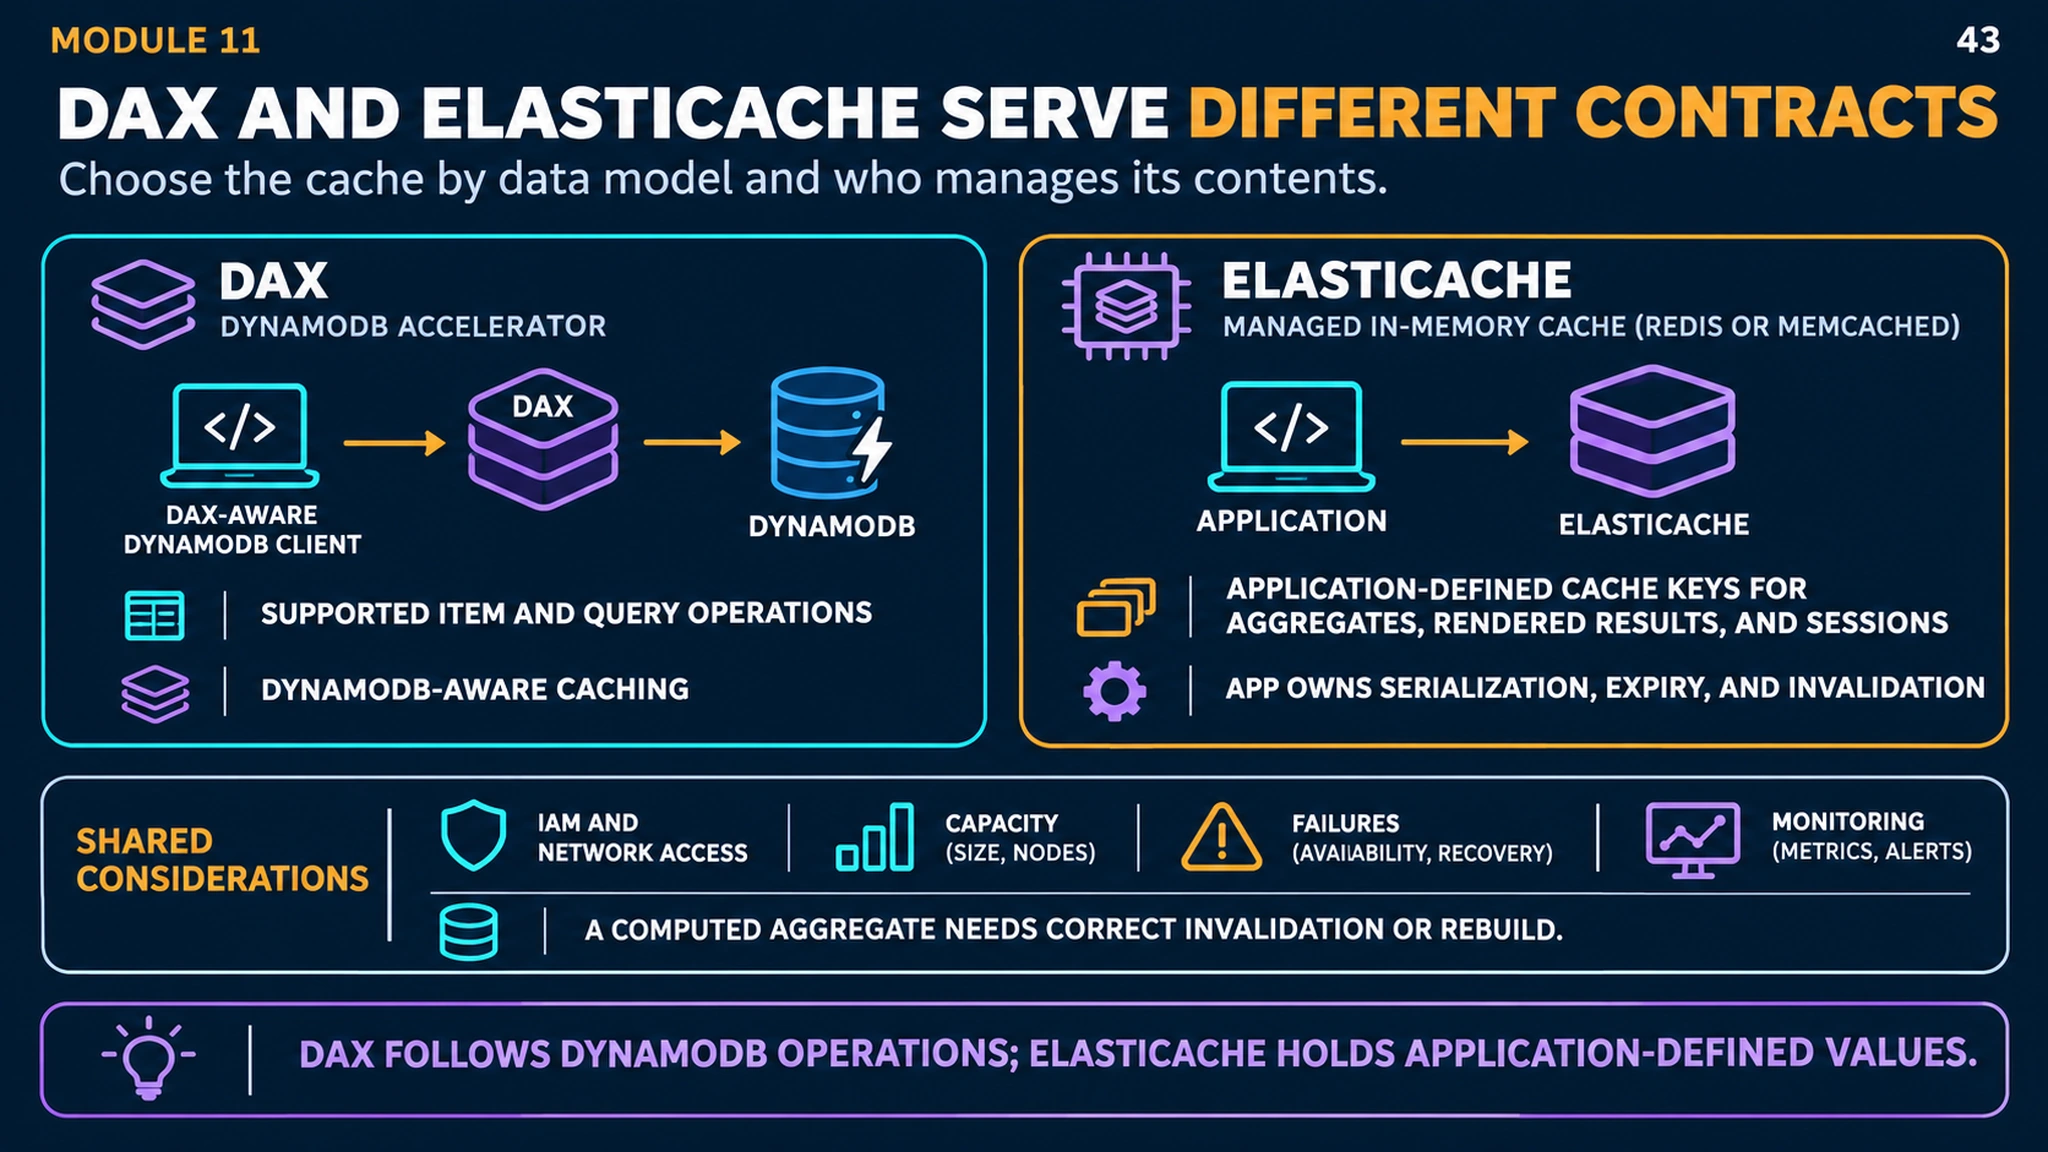 MODULE 11
43
DAX AND ELASTICACHE SERVE DIFFERENT CONTRACTS
Choose the cache by data model and who manages its contents.
DAX
DYNAMODB ACCELERATOR
</>
DAX
DAX-AWARE
DYNAMODB CLIENT
DYNAMODB
SUPPORTED ITEM AND QUERY OPERATIONS
DYNAMODB-AWARE CACHING
ELASTICACHE
MANAGED IN-MEMORY CACHE (REDIS OR MEMCACHED)
</>
APPLICATION
ELASTICACHE
APPLICATION-DEFINED CACHE KEYS FOR
AGGREGATES, RENDERED RESULTS, AND SESSIONS
APP OWNS SERIALIZATION, EXPIRY, AND INVALIDATION
SHARED
CONSIDERATIONS
IAM AND
NETWORK ACCESS
CAPACITY
(SIZE, NODES)
FAILURES
(AVAILABILITY, RECOVERY)
MONITORING
(METRICS, ALERTS)
A COMPUTED AGGREGATE NEEDS CORRECT INVALIDATION OR REBUILD.
DAX FOLLOWS DYNAMODB OPERATIONS; ELASTICACHE HOLDS APPLICATION-DEFINED VALUES.